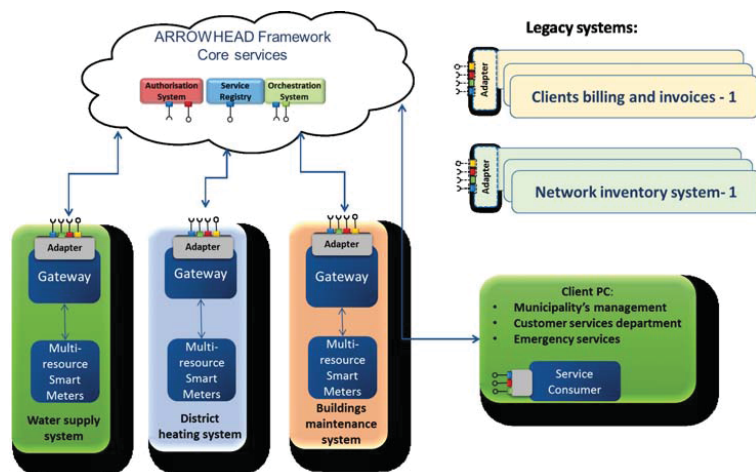 ARROWHEAD Framework
Core services
Authorisation
System
Service
Registry
Orchestration
System
Legacy systems:
Adapter
Clients billing and invoices - 1
Adapter
Network inventory system- 1
Adapter
Gateway
Multi-
resource
Smart
Meters
Water supply
system
Adapter
Gateway
Multi-
resource
Smart
Meters
District
heating system
Adapter
Gateway
Multi-
resource
Smart
Meters
Buildings
maintenance
system
Client PC:
• Municipality's management
• Customer services department
• Emergency services
Service
Consumer